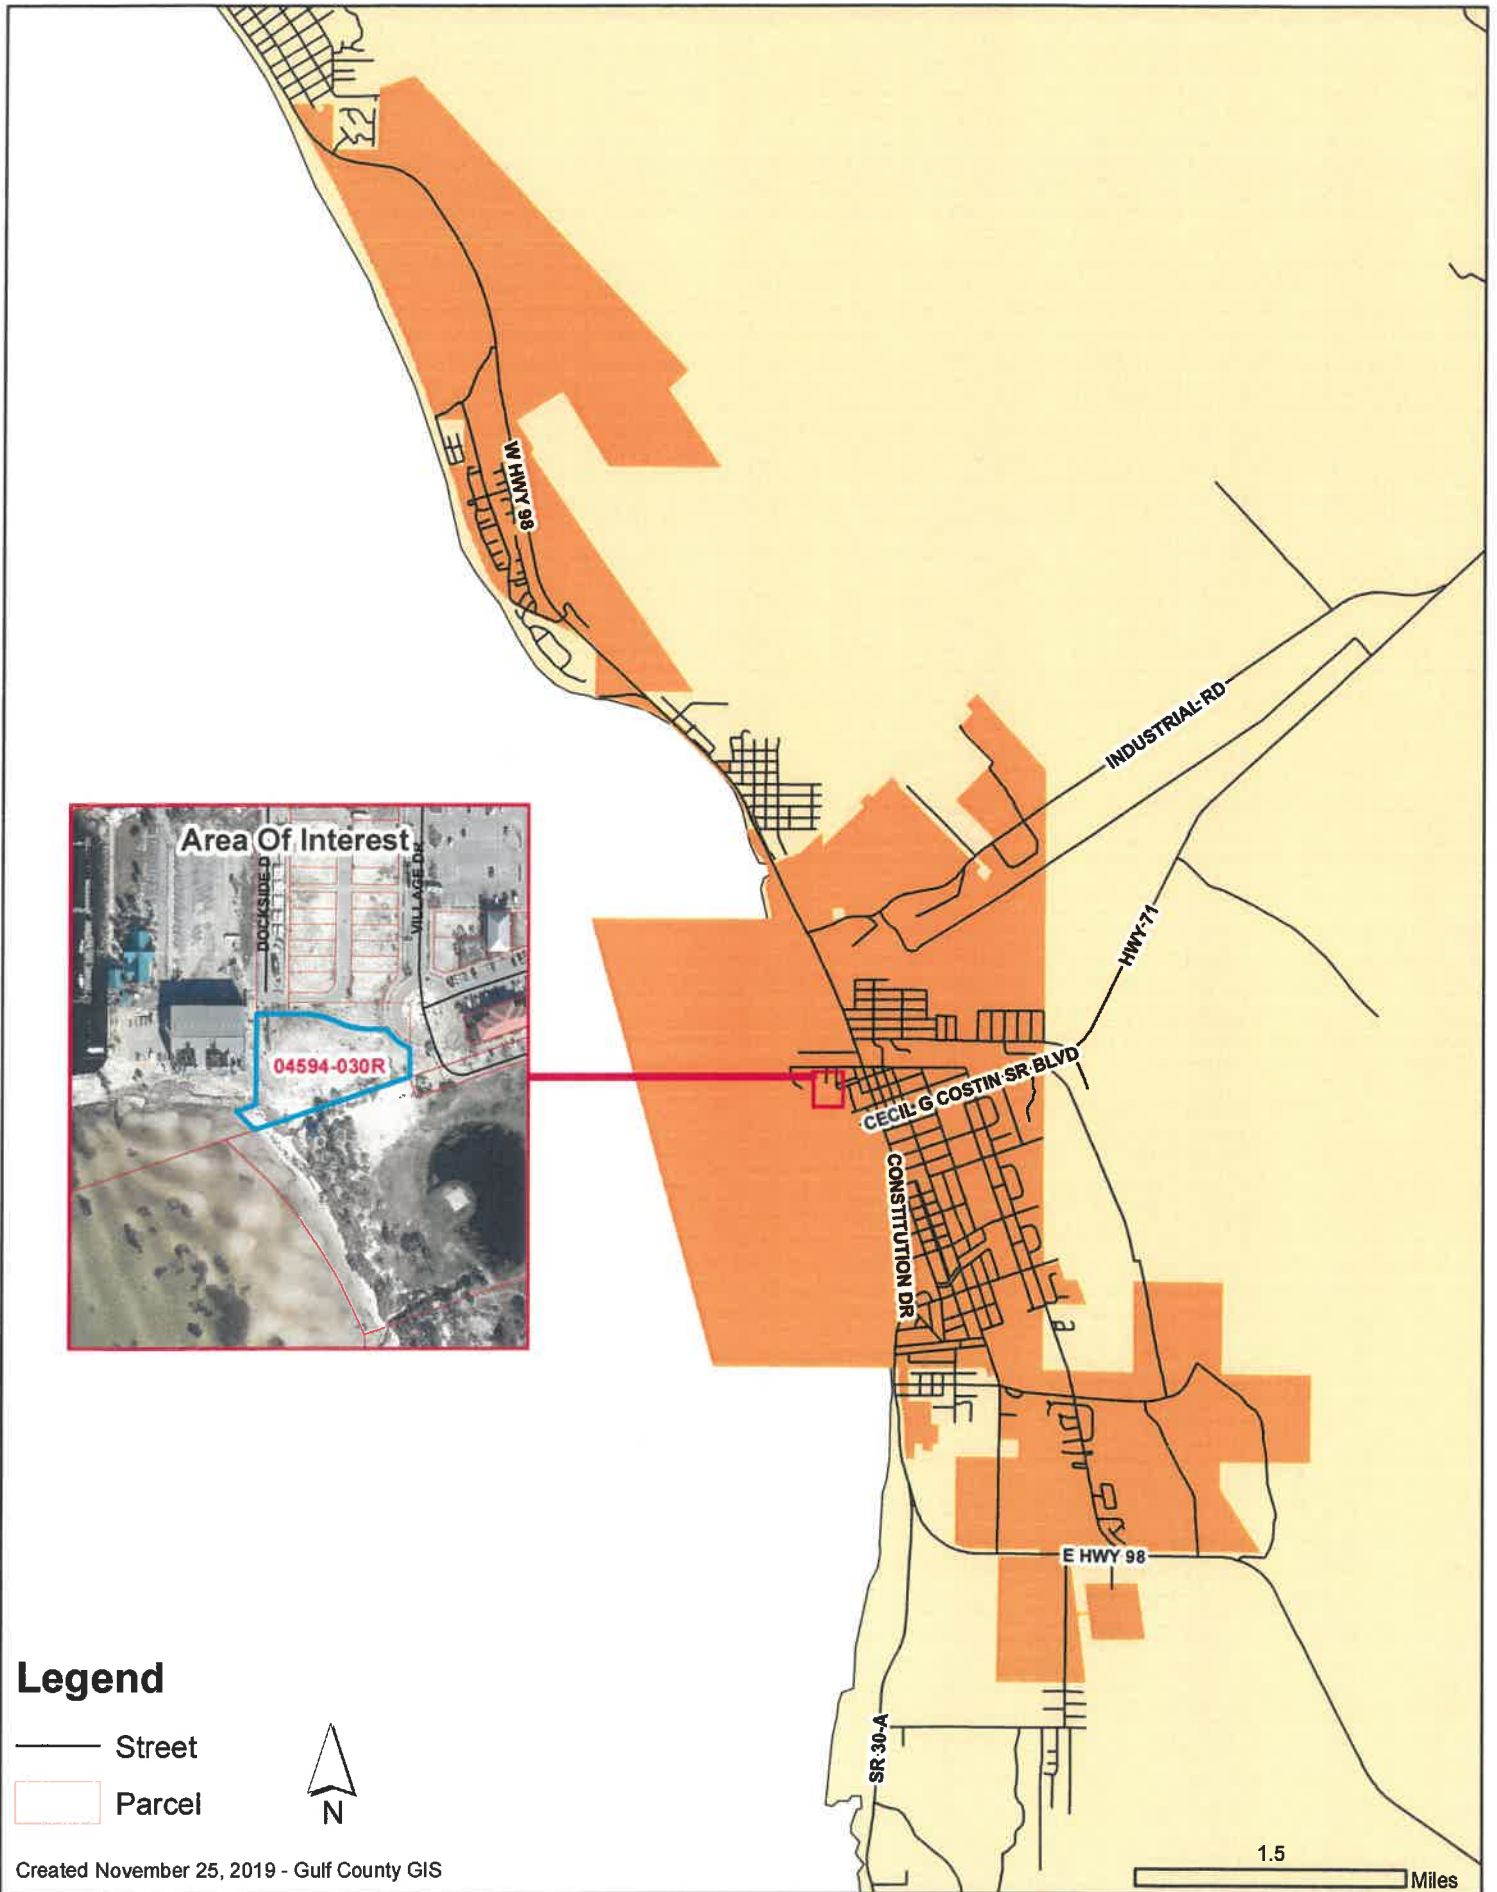 W HWY 98
INDUSTRIAL RD
Area Of Interest
DOCKSIDE D
VILLAGE DR
HWY 71
04594-030R
CECIL G COSTIN SR BLVD
CONSTITUTION DR
E HWY 98
Legend
Street
SR 30-A
Parcel
N
1.5
Miles
Created November 25, 2019 - Gulf County GIS